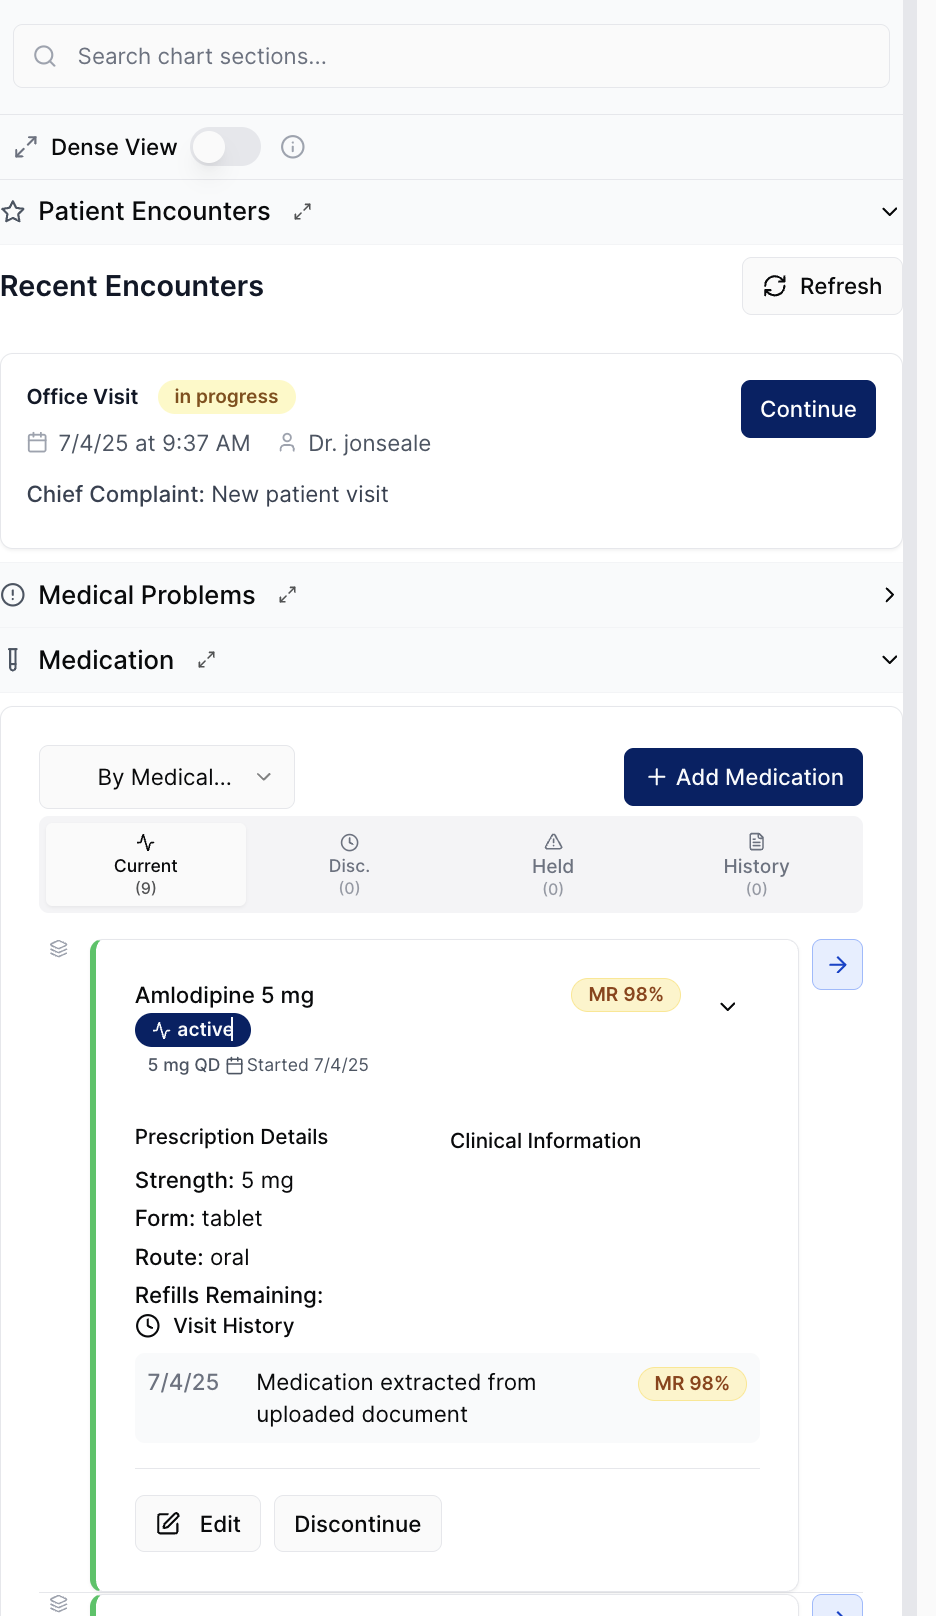 Search chart sections...
Dense View
Patient Encounters
Recent Encounters
Refresh
Office Visit in progress
Continue
7/4/25 at 9:37 AM Dr. jonseale
Chief Complaint: New patient visit
Medical Problems
Medication
By Medical...
+ Add Medication
Current
(9)
Disc.
(0)
Held
(0)
History
(0)
Amlodipine 5 mg
MR 98%
active
5 mg QD Started 7/4/25
Prescription Details
Clinical Information
Strength: 5 mg
Form: tablet
Route: oral
Refills Remaining:
Visit History
7/4/25
Medication extracted from
uploaded document
MR 98%
Edit
Discontinue